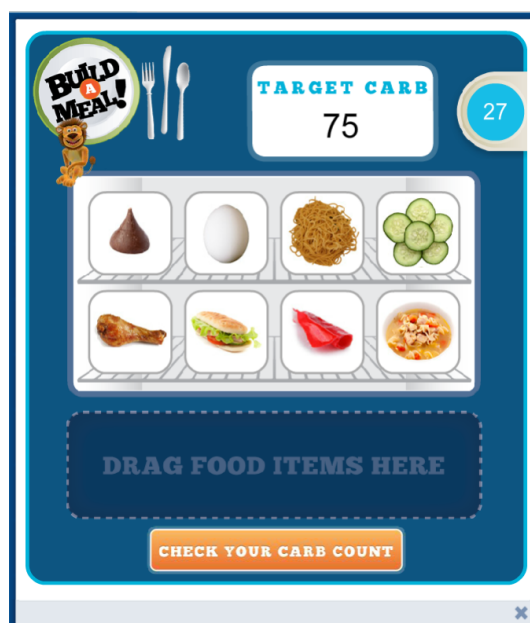 BUILD
A
MEAL!
TARGET CARB
75
27
DRAG FOOD ITEMS HERE
CHECK YOUR CARB COUNT